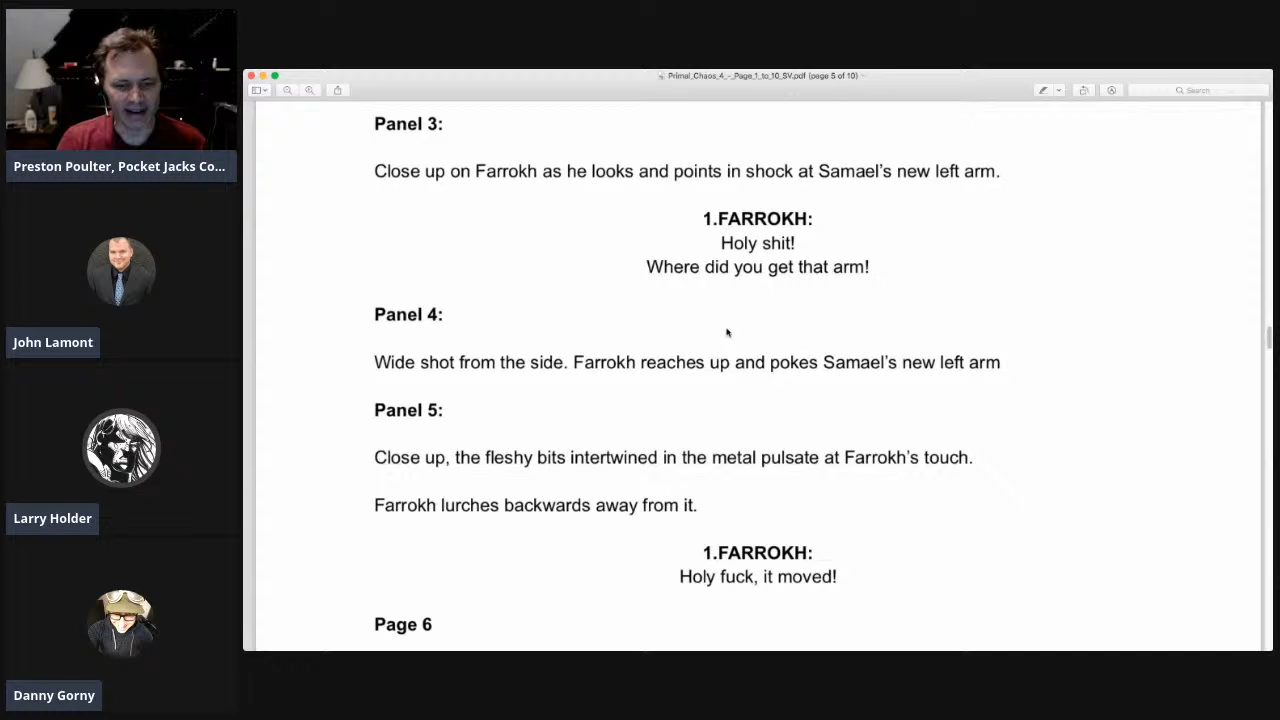 Preston Poulter, Pocket Jacks Co...
John Lamont
Larry Holder
Danny Gorny
Primal_Chaos_4_-_Page_1_to_10_SV.pdf (page 5 of 10)
Search
Panel 3:
Close up on Farrokh as he looks and points in shock at Samael's new left arm.
1.FARROKH:
Holy shit!
Where did you get that arm!
Panel 4:
Wide shot from the side. Farrokh reaches up and pokes Samael's new left arm
Panel 5:
Close up, the fleshy bits intertwined in the metal pulsate at Farrokh's touch.
Farrokh lurches backwards away from it.
1.FARROKH:
Holy fuck, it moved!
Page 6